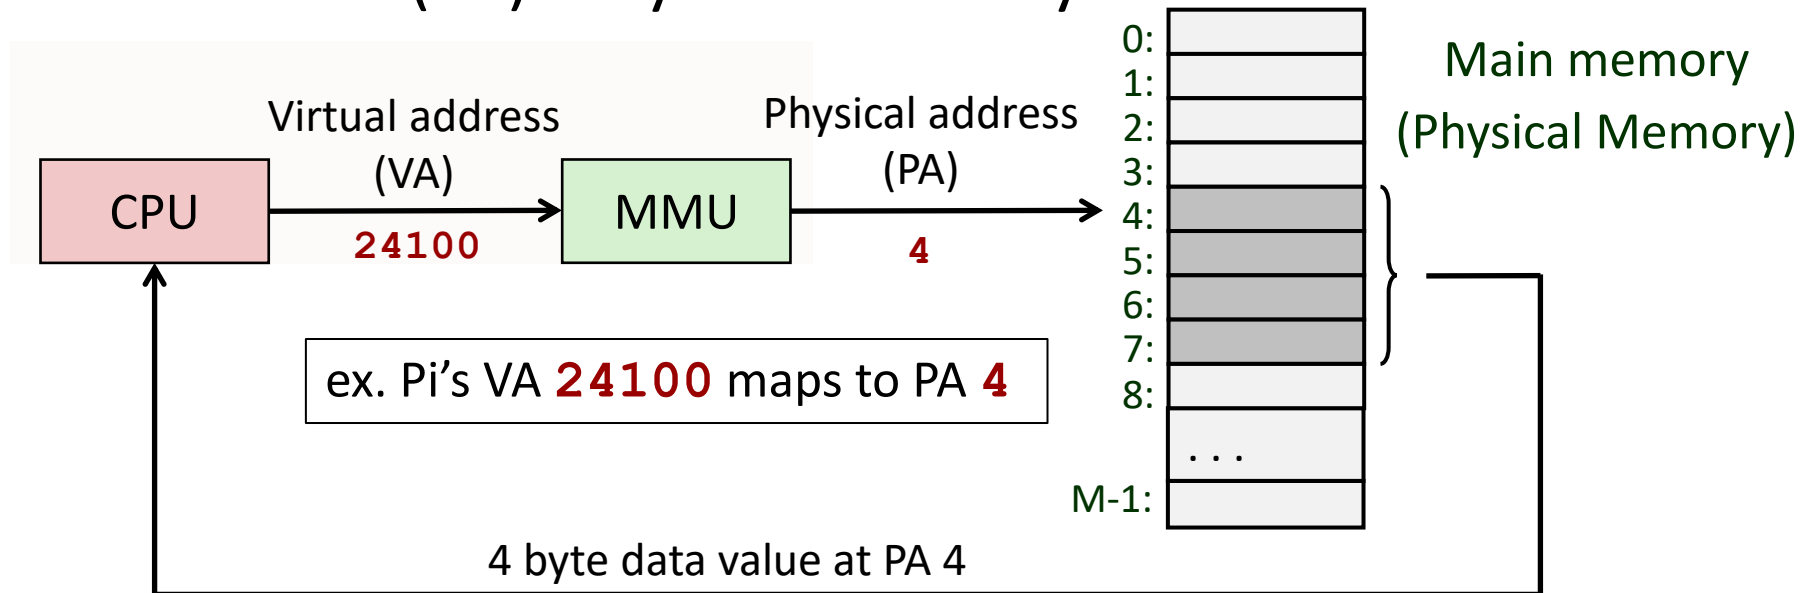 Virtual address
(VA)
Physical address
(PA)
CPU
24100
MMU
4
0:
1:
2:
3:
4:
5:
6:
7:
8:
. . .
M-1:
Main memory
(Physical Memory)
ex. Pi's VA 24100 maps to PA 4
4 byte data value at PA 4